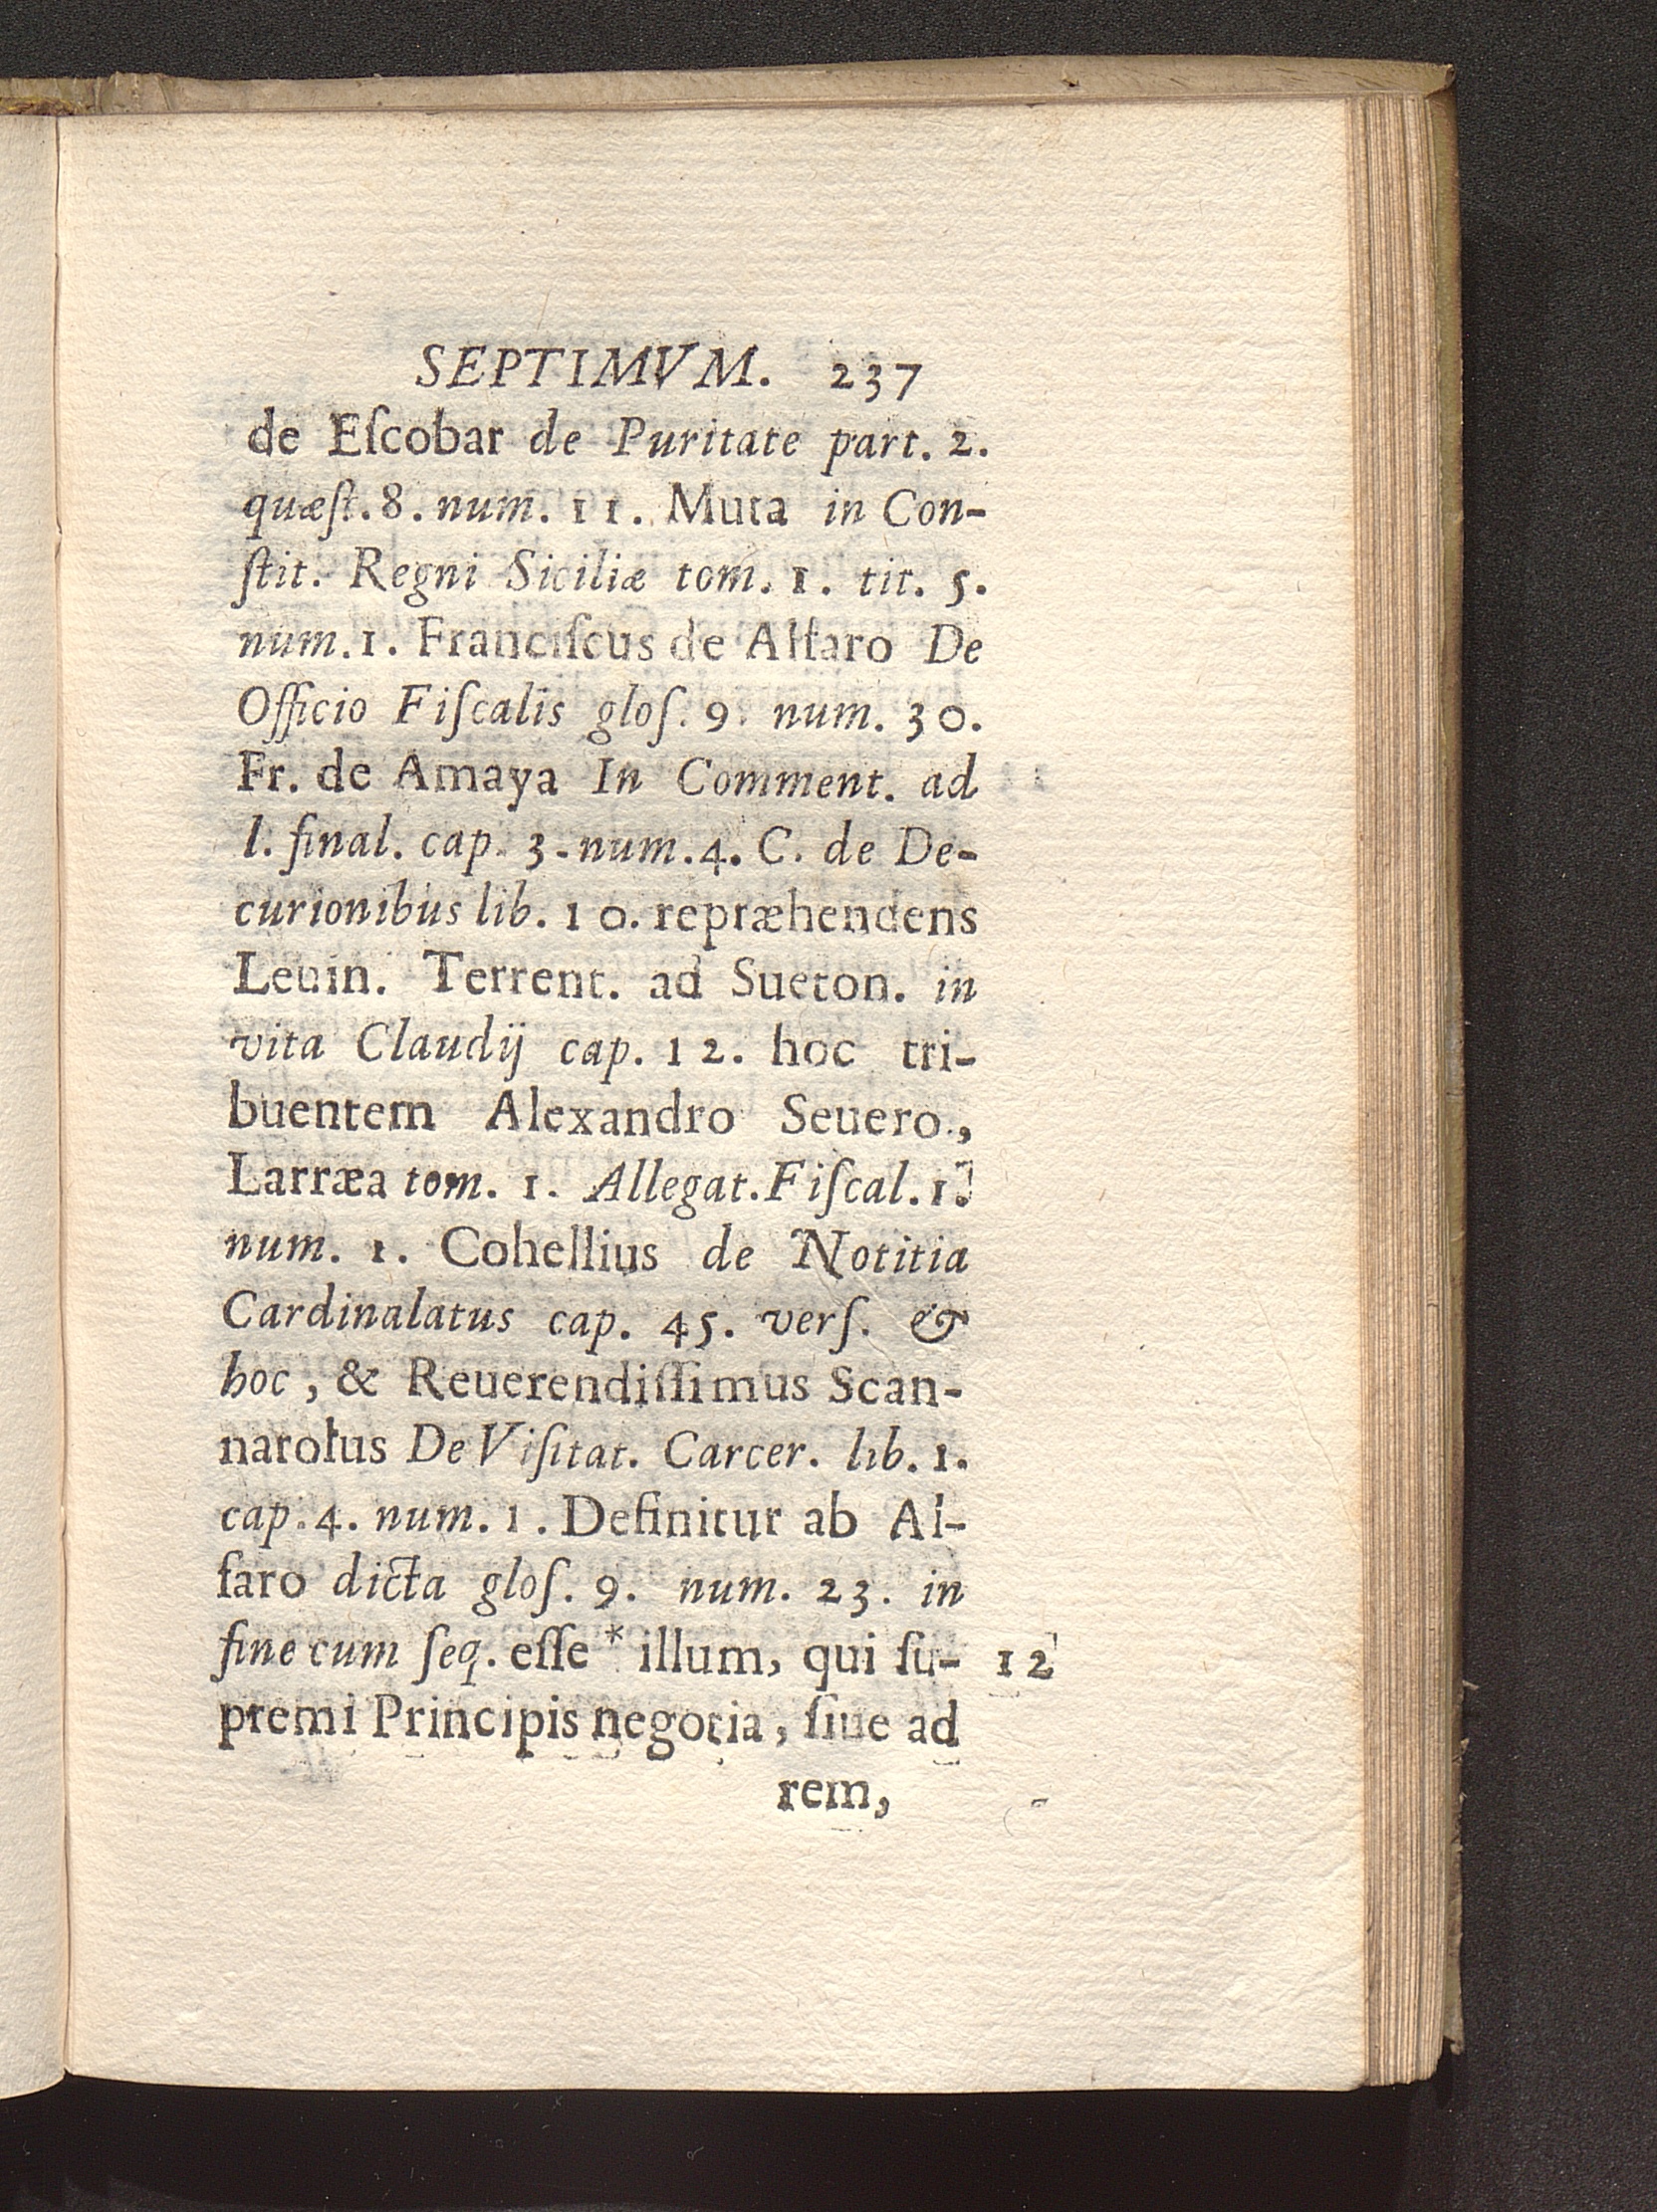 SEPTIMVM. 237
de Eſcobar de Puritate part. 2.
quæſt. 8. num. 11. Muta in Con-
ſtit. Regni Siciliæ tom. 1. tit. 5.
num. 1. Franciſcus de Alfaro De
Officio Fiſcalis gloſ. 9. num. 30.
Fr. de Amaya In Comment. ad
l. final. cap. 3. num. 4. C. de De-
curionibus lib. 10. repræhendens
Leuin. Terrent. ad Sueton. in
vita Claudij cap. 12. hoc tri-
buentem Alexandro Seuero,
Larræa tom. 1. Allegat. Fiſcal. 1.
num. 1. Cohellius de Notitia
Cardinalatus cap. 45. verſ. &
hoc, & Reuerendiſſimus Scan-
narolus De Viſitat. Carcer. lib. 1.
cap. 4. num. 1. Definitur ab Al-
faro dicta gloſ. 9. num. 23. in
fine cum ſeq. eſſe * illum, qui ſu- 12
premi Principis negotia, ſiue ad
rem,